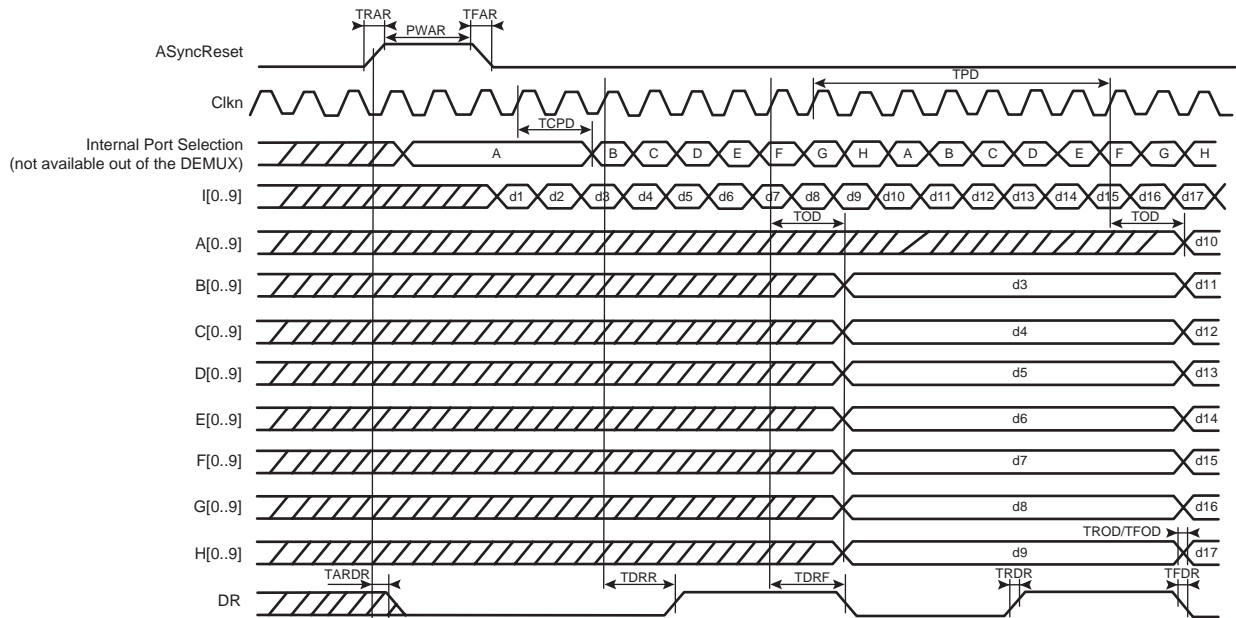 TRAR PWAR TFAR
ASyncReset
TPD
Clkn
TCPD
Internal Port Selection
(not available out of the DEMUX)
A B C D E F G H A B C D E F G H
I[0..9] d1 d2 d3 d4 d5 d6 d7 d8 d9 d10 d11 d12 d13 d14 d15 d16 d17
TOD TOD
A[0..9] d10
B[0..9] d3 d11
C[0..9] d4 d12
D[0..9] d5 d13
E[0..9] d6 d14
F[0..9] d7 d15
G[0..9] d8 d16
TROD/TFOD
H[0..9] d9 d17
TARDR TDRR TDRF TRDR TFDR
DR